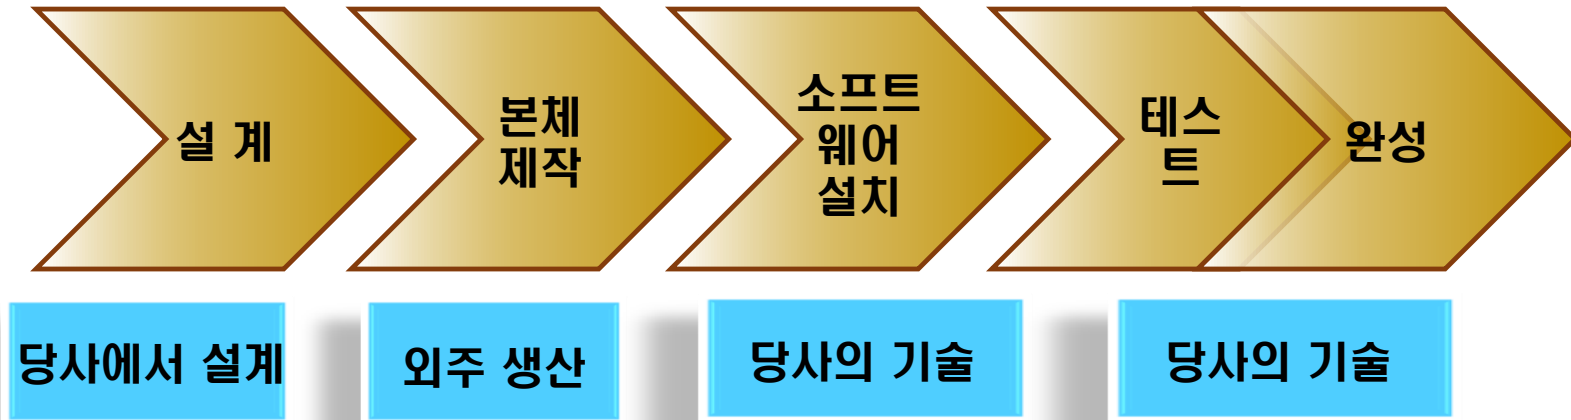 설 계
본체
제작
소프트
웨어
설치
테스
트
완성
당사에서 설계
외주 생산
당사의 기술
당사의 기술